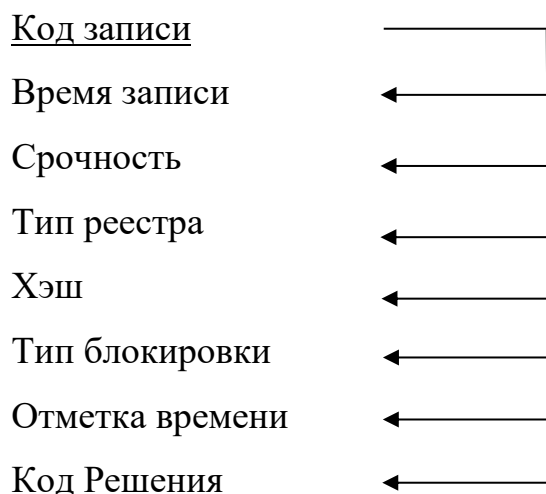 Код записи
Время записи
Срочность
Тип реестра
Хэш
Тип блокировки
Отметка времени
Код Решения